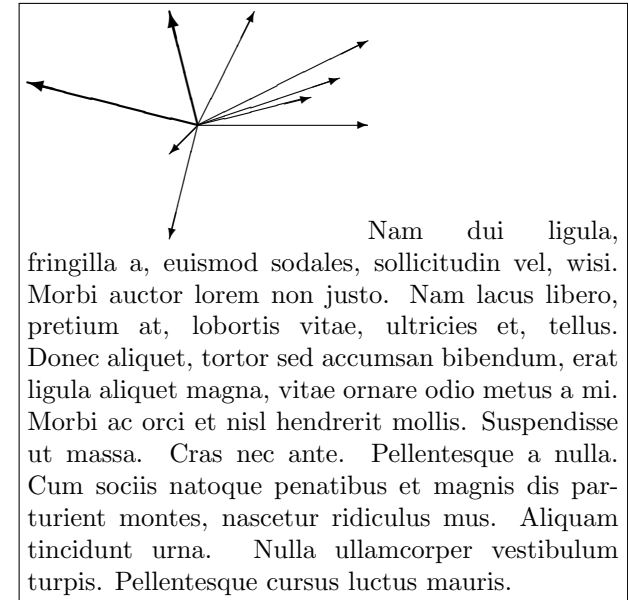 Nam dui ligula,
fringilla a, euismod sodales, sollicitudin vel, wisi.
Morbi auctor lorem non justo. Nam lacus libero,
pretium at, lobortis vitae, ultricies et, tellus.
Donec aliquet, tortor sed accumsan bibendum, erat
ligula aliquet magna, vitae ornare odio metus a mi.
Morbi ac orci et nisl hendrerit mollis. Suspendisse
ut massa. Cras nec ante. Pellentesque a nulla.
Cum sociis natoque penatibus et magnis dis par-
turient montes, nascetur ridiculus mus. Aliquam
tincidunt urna. Nulla ullamcorper vestibulum
turpis. Pellentesque cursus luctus mauris.